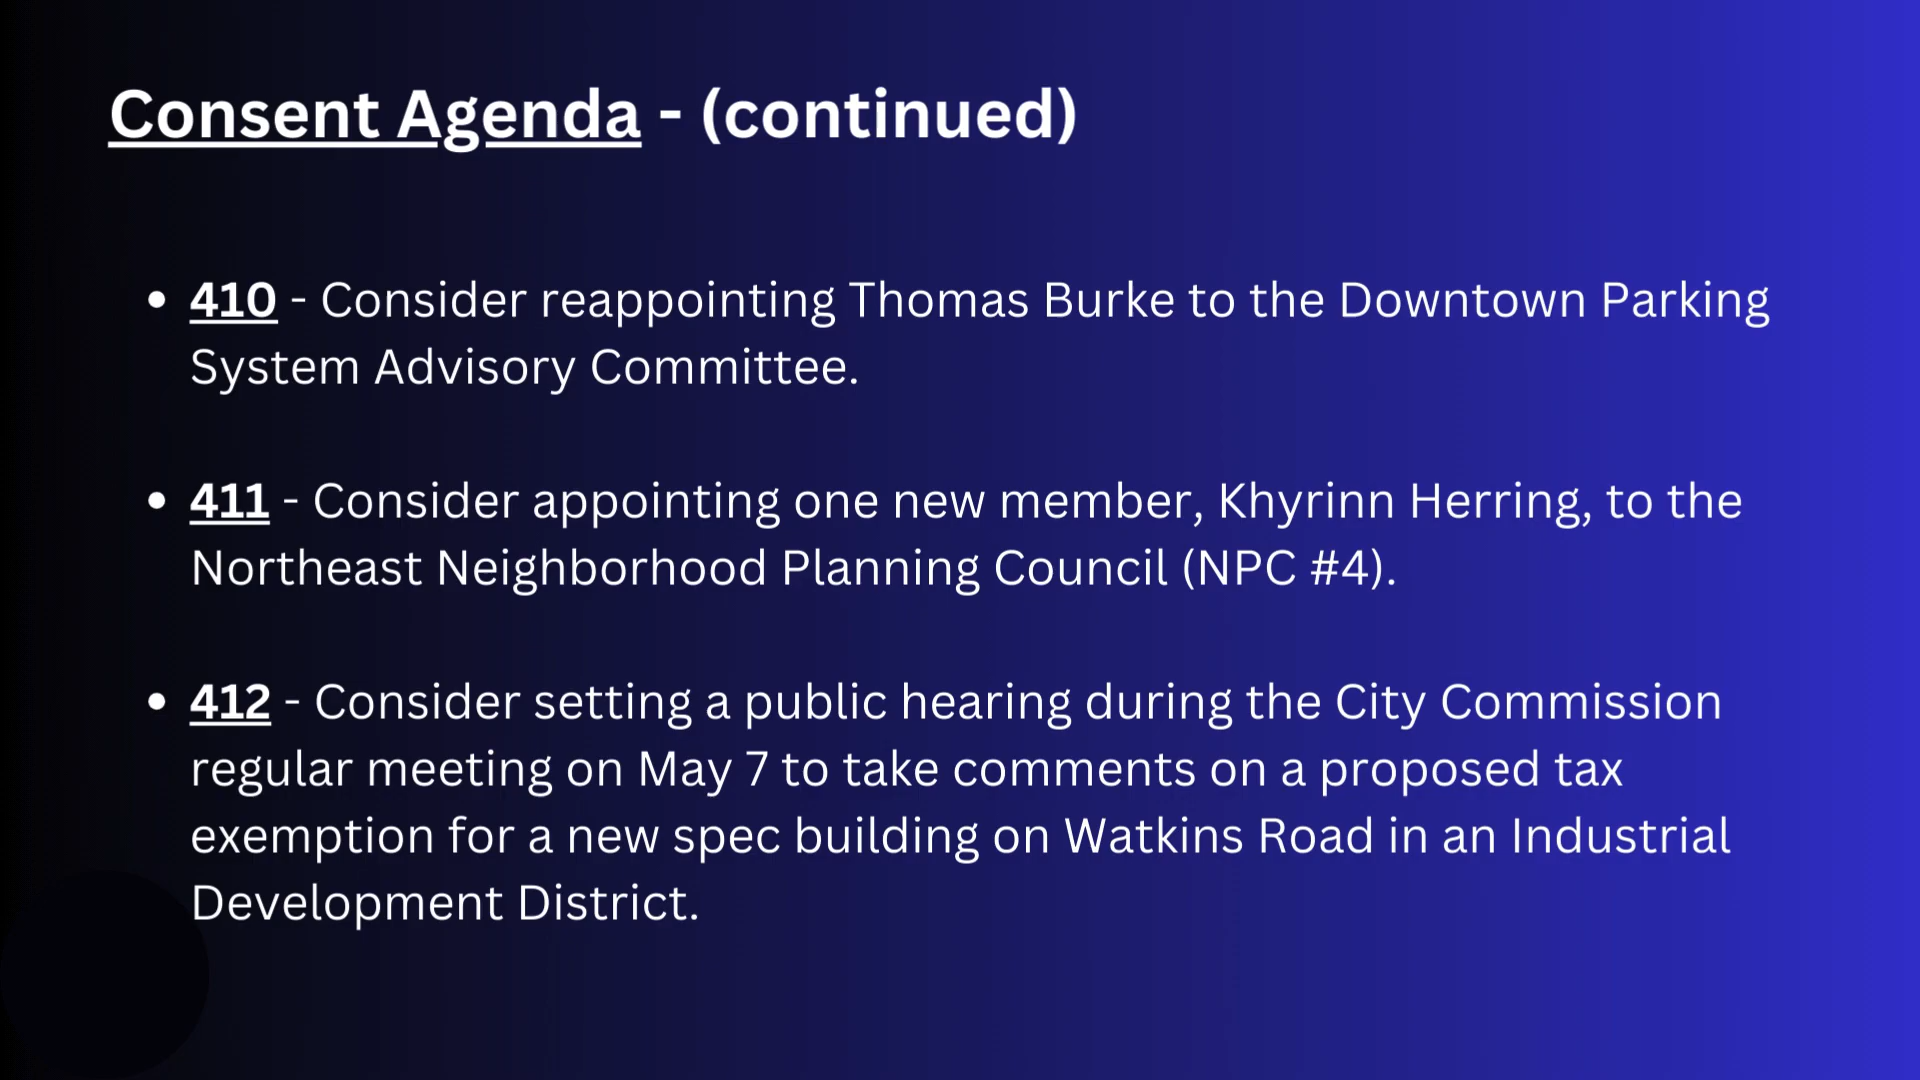 Consent Agenda - (continued)
• 410 - Consider reappointing Thomas Burke to the Downtown Parking
System Advisory Committee.
• 411 - Consider appointing one new member, Khyrinn Herring, to the
Northeast Neighborhood Planning Council (NPC #4).
• 412 - Consider setting a public hearing during the City Commission
regular meeting on May 7 to take comments on a proposed tax
exemption for a new spec building on Watkins Road in an Industrial
Development District.